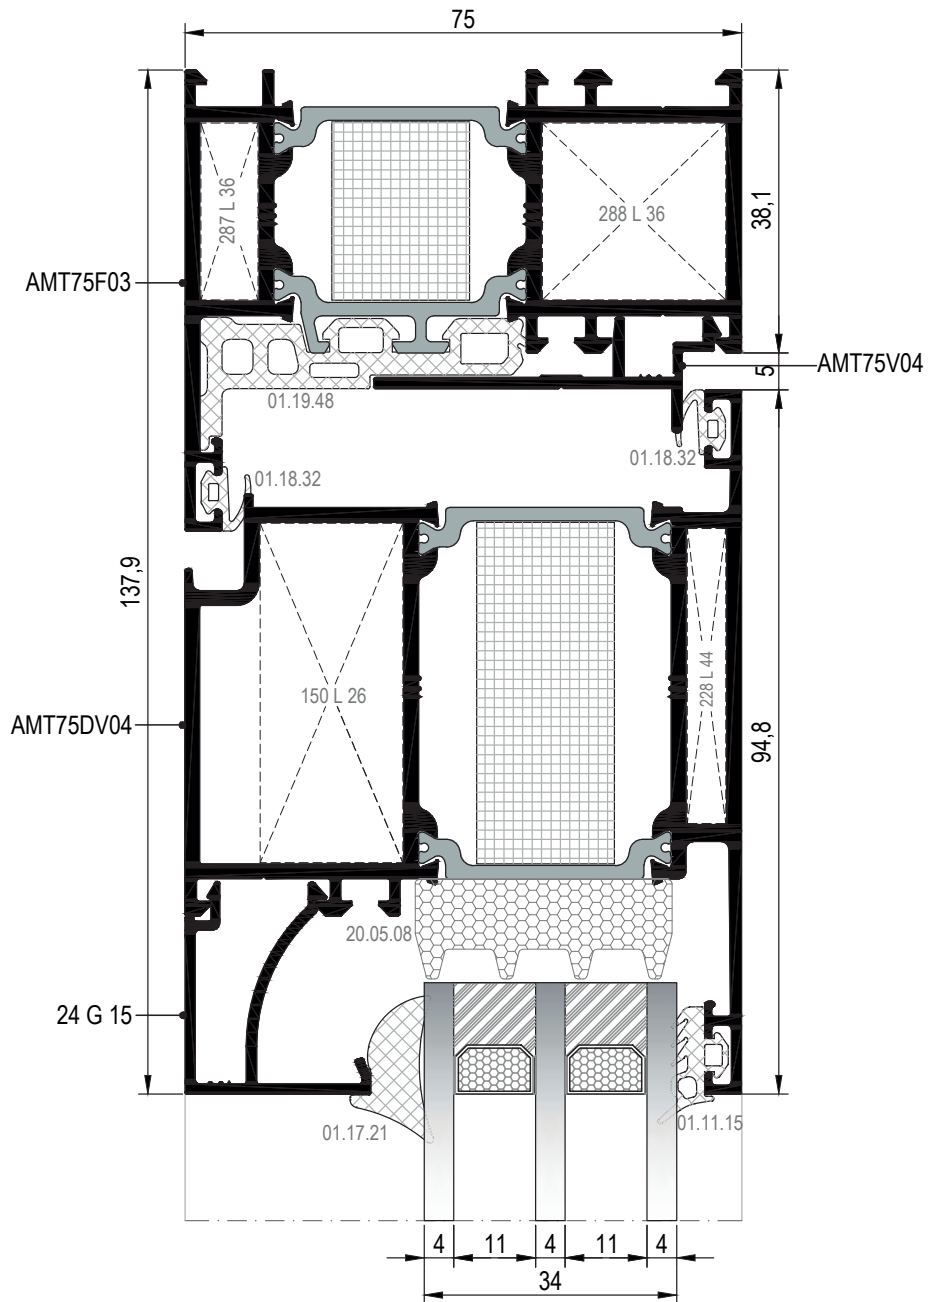 75
287 L 36
288 L 36
38,1
AMT75F03
AMT75V04
5
01.19.48
01.18.32
01.18.32
137,9
150 L 26
228 L 44
AMT75DV04
94,8
20.05.08
24 G 15
01.17.21
01.11.15
4 11 4 11 4
34